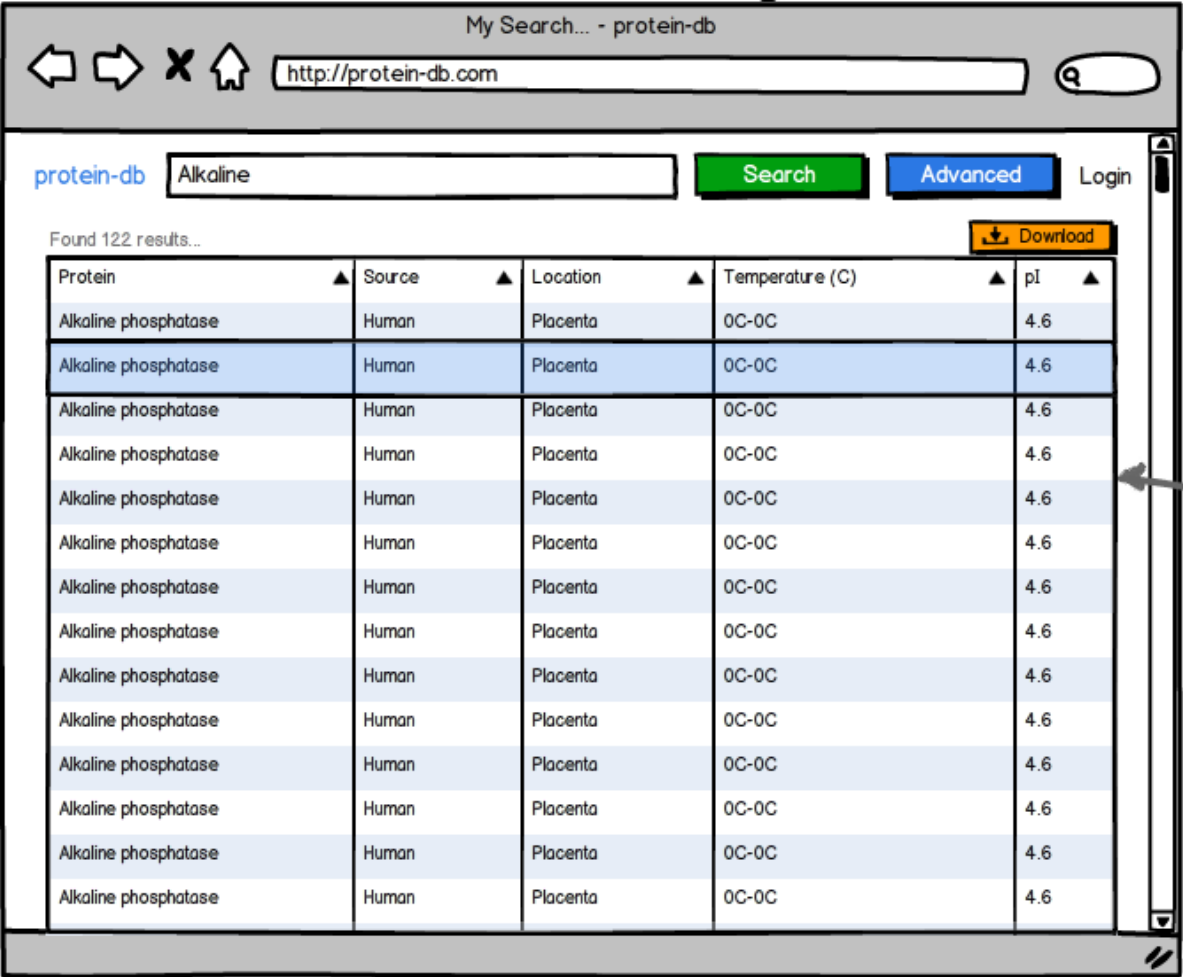 My Search... - protein-db
http://protein-db.com
protein-db Alkaline Search Advanced Login
Found 122 results... Download
Protein Source Location Temperature (C) pI
Alkaline phosphatase Human Placenta 0C-0C 4.6
Alkaline phosphatase Human Placenta 0C-0C 4.6
Alkaline phosphatase Human Placenta 0C-0C 4.6
Alkaline phosphatase Human Placenta 0C-0C 4.6
Alkaline phosphatase Human Placenta 0C-0C 4.6
Alkaline phosphatase Human Placenta 0C-0C 4.6
Alkaline phosphatase Human Placenta 0C-0C 4.6
Alkaline phosphatase Human Placenta 0C-0C 4.6
Alkaline phosphatase Human Placenta 0C-0C 4.6
Alkaline phosphatase Human Placenta 0C-0C 4.6
Alkaline phosphatase Human Placenta 0C-0C 4.6
Alkaline phosphatase Human Placenta 0C-0C 4.6
Alkaline phosphatase Human Placenta 0C-0C 4.6
Alkaline phosphatase Human Placenta 0C-0C 4.6